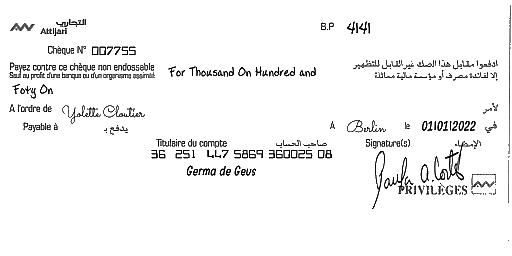 التجاري
Attijari
B.P 4141
Chèque N° 007755
Payez contre ce chèque non endossable
Sauf au profit d'une banque ou d'un organisme assimilé
For Thousand On Hundred and
ادفعوا مقابل هذا الصك غير القابل للتظهير
إلا لفائدة مصرف أو مؤسسة مالية مماثلة
Foty On
A l'ordre de Yolette Cloutier لأمر
Payable à يدفع بـ
A Berlin le 01/01/2022 في
Titulaire du compte صاحب الحساب
Signature(s) الإمضاء
36 251 447 5869 360025 08
Germa de Geus
PRIVILÈGES